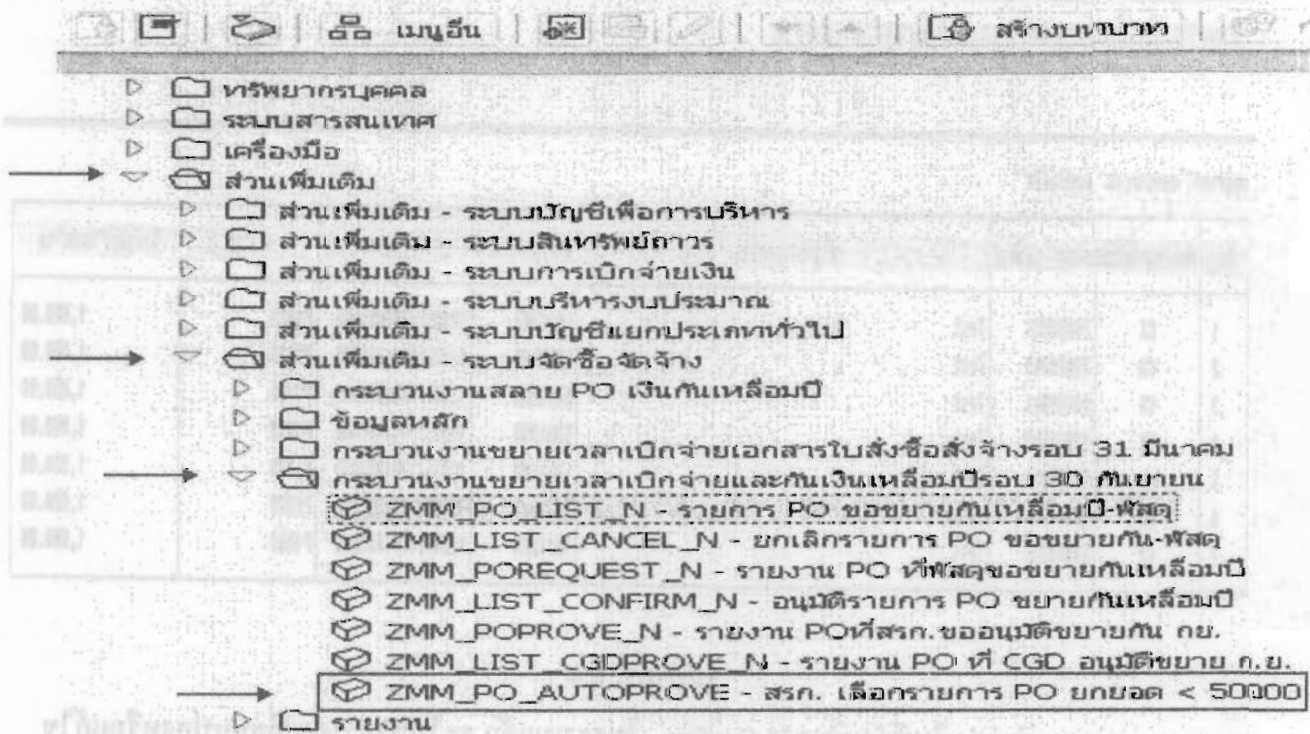 เมนูอื่น สร้างบทบาท
ทรัพยากรบุคคล
ระบบสารสนเทศ
เครื่องมือ
ส่วนเพิ่มเติม
ส่วนเพิ่มเติม - ระบบบัญชีเพื่อการบริหาร
ส่วนเพิ่มเติม - ระบบสินทรัพย์ถาวร
ส่วนเพิ่มเติม - ระบบการเบิกจ่ายเงิน
ส่วนเพิ่มเติม - ระบบบริหารงบประมาณ
ส่วนเพิ่มเติม - ระบบบัญชีแยกประเภททั่วไป
ส่วนเพิ่มเติม - ระบบจัดซื้อจัดจ้าง
กระบวนงานสลาย PO เงินกันเหลื่อมปี
ข้อมูลหลัก
กระบวนงานขยายเวลาเบิกจ่ายเอกสารใบสั่งซื้อสั่งจ้างรอบ 31 มีนาคม
กระบวนงานขยายเวลาเบิกจ่ายและกันเงินเหลื่อมปีรอบ 30 กันยายน
ZMM_PO_LIST_N - รายการ PO ขอขยายกันเหลื่อมปี-พัสดุ
ZMM_LIST_CANCEL_N - ยกเลิกรายการ PO ขอขยายกัน-พัสดุ
ZMM_POREQUEST_N - รายงาน PO ที่พัสดุขอขยายกันเหลื่อมปี
ZMM_LIST_CONFIRM_N - อนุมัติรายการ PO ขยายกันเหลื่อมปี
ZMM_POPROVE_N - รายงาน POที่สรก.ขออนุมัติขยายกัน กย.
ZMM_LIST_CGDPROVE_N - รายงาน PO ที่ CGD อนุมัติขยาย ก.ย.
ZMM_PO_AUTOPROVE - สรก. เลือกรายการ PO ยกยอด < 50000
รายงาน